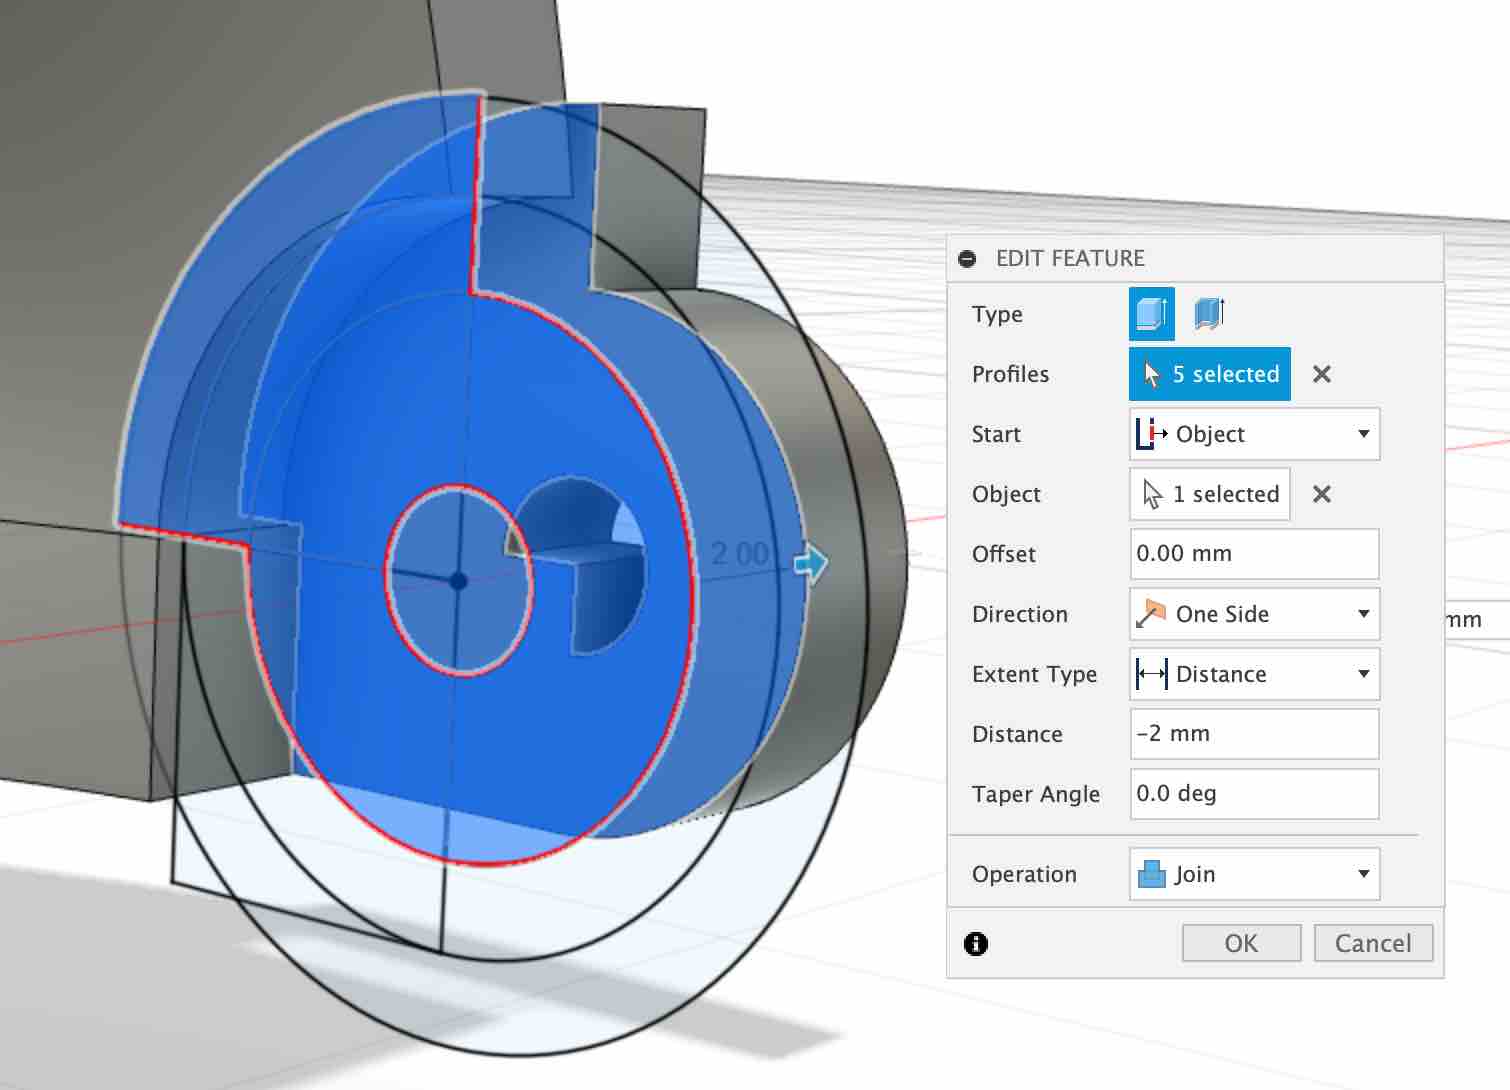 EDIT FEATURE
Type
Profiles 5 selected
Start Object
Object 1 selected
Offset 0.00 mm
Direction One Side
Extent Type Distance
Distance -2 mm
Taper Angle 0.0 deg
Operation Join
OK Cancel
2.00
mm